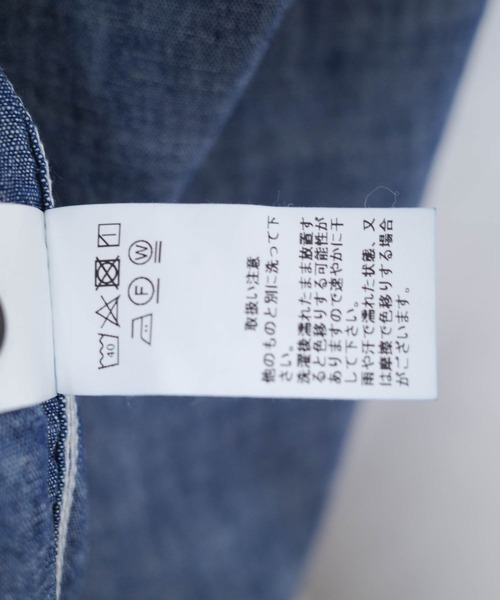 40
F
W
取扱い注意
他のものと別に洗って下
さい。
洗濯後濡れたまま放置す
ると色移りする可能性が
ありますので速やかに干
して下さい。
雨や汗で濡れた状態、又
は摩擦で色移りする場合
がございます。